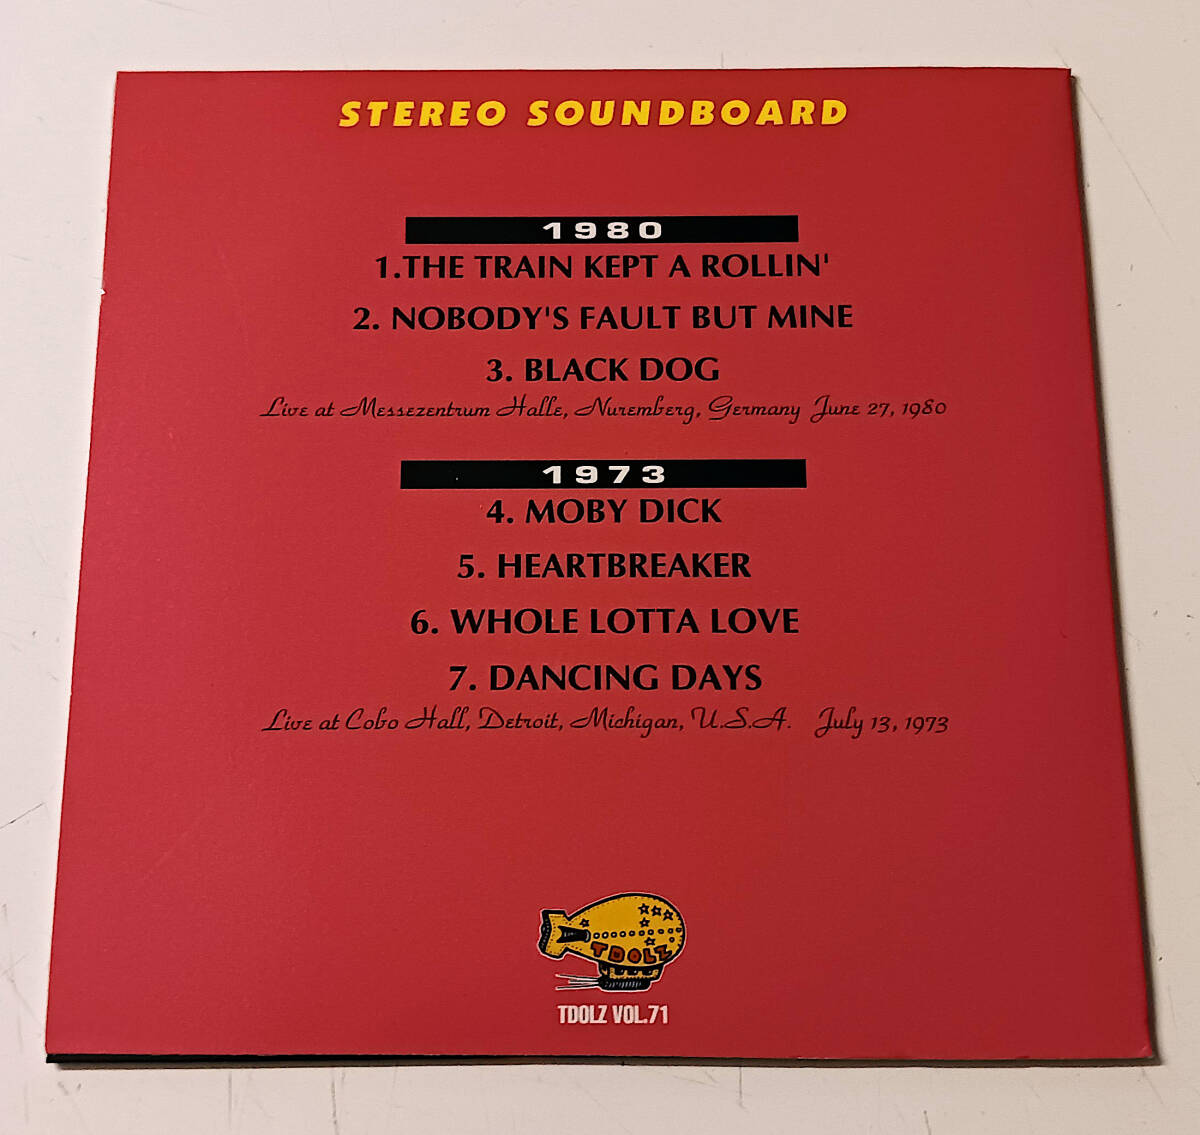 STEREO SOUNDBOARD
1980
1.THE TRAIN KEPT A ROLLIN'
2. NOBODY'S FAULT BUT MINE
3. BLACK DOG
Live at Messezentrum Halle, Nuremberg, Germany June 27, 1980
1973
4. MOBY DICK
5. HEARTBREAKER
6. WHOLE LOTTA LOVE
7. DANCING DAYS
Live at Cobo Hall, Detroit, Michigan, U.S.A. July 13, 1973
TDOLZ
TDOLZ VOL.71